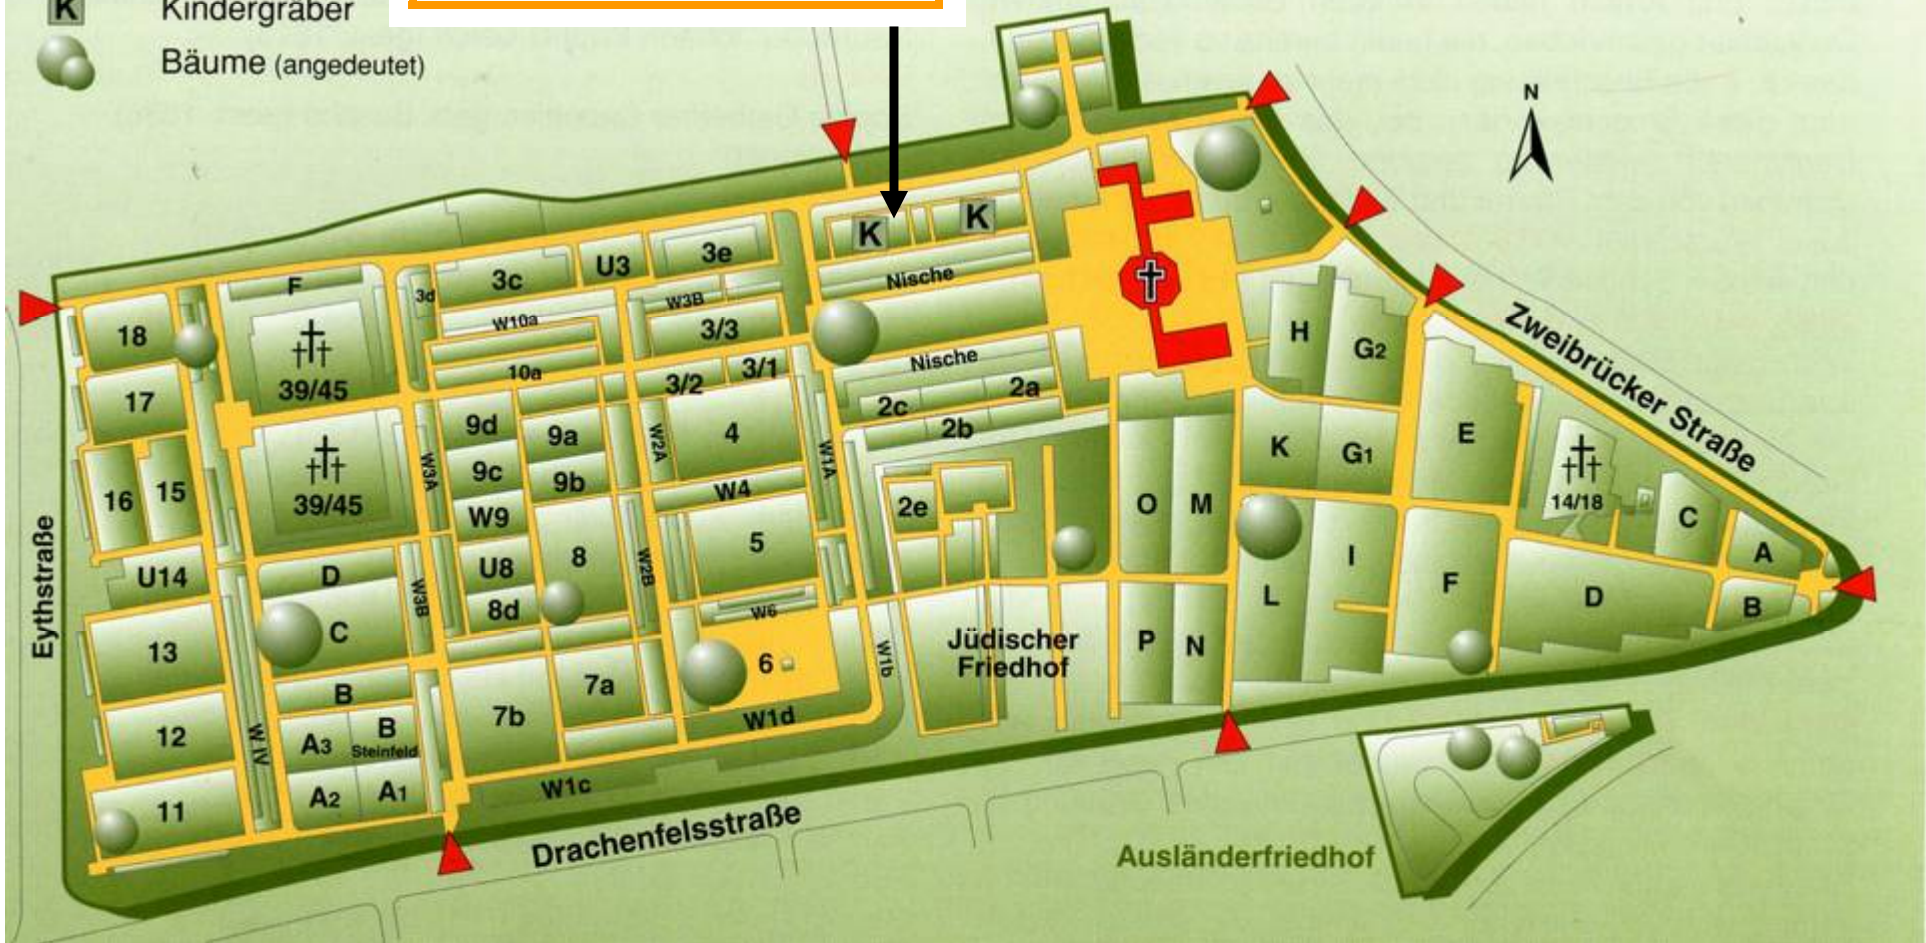 K Kindergräber
Bäume (angedeutet)
N
K
K
3e
U3
3c
F
3d
Nische
W3B
W10a
3/3
18
39/45
10a
3/1
3/2
Nische
2a
2c
2b
H
G2
Zweibrücker Straße
17
9d
9a
W2A
4
W1A
K
G1
E
14/18
16
15
39/45
W3A
9c
9b
W9
W4
2e
O
M
C
A
5
8
U8
W2B
8d
W6
I
L
F
D
B
Eythstraße
U14
D
C
W3B
13
Jüdischer
Friedhof
P
N
6
W1b
7a
7b
W1d
B
12
W IV
A3
B
Steinfeld
A2
A1
11
W1c
Drachenfelsstraße
Ausländerfriedhof